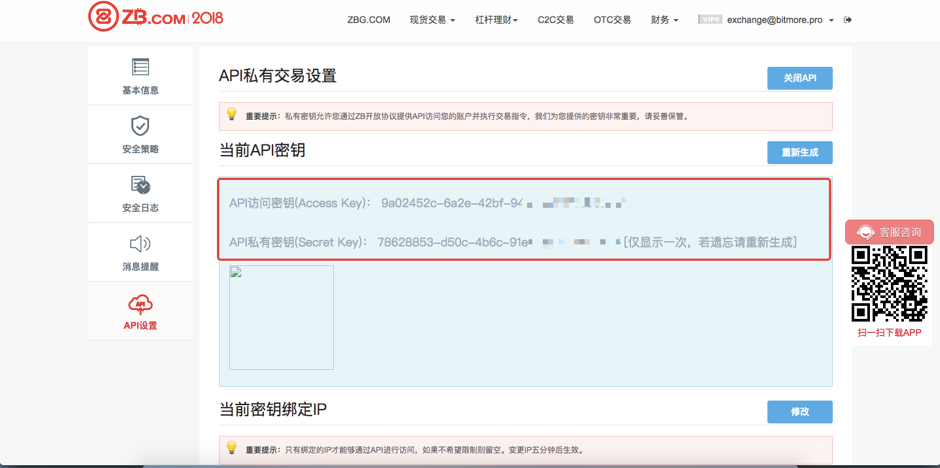 ZB.COM 2018
ZBG.COM 现货交易 杠杆理财 C2C交易 OTC交易 财务 VIP0 exchange@bitmore.pro
基本信息
安全策略
安全日志
消息提醒
API
API设置
API私有交易设置
关闭API
重要提示：私有密钥允许您通过ZB开放协议提供API访问您的账户并执行交易指令，我们为您提供的密钥非常重要，请妥善保管。
当前API密钥
重新生成
API访问密钥(Access Key)： 9a02452c-6a2e-42bf-94
API私有密钥(Secret Key)： 78628853-d50c-4b6c-91e [仅显示一次，若遗忘请重新生成]
当前密钥绑定IP
修改
重要提示：只有绑定的IP才能够通过API进行访问，如果不希望限制则留空。变更IP五分钟后生效。
客服咨询
扫一扫下载APP